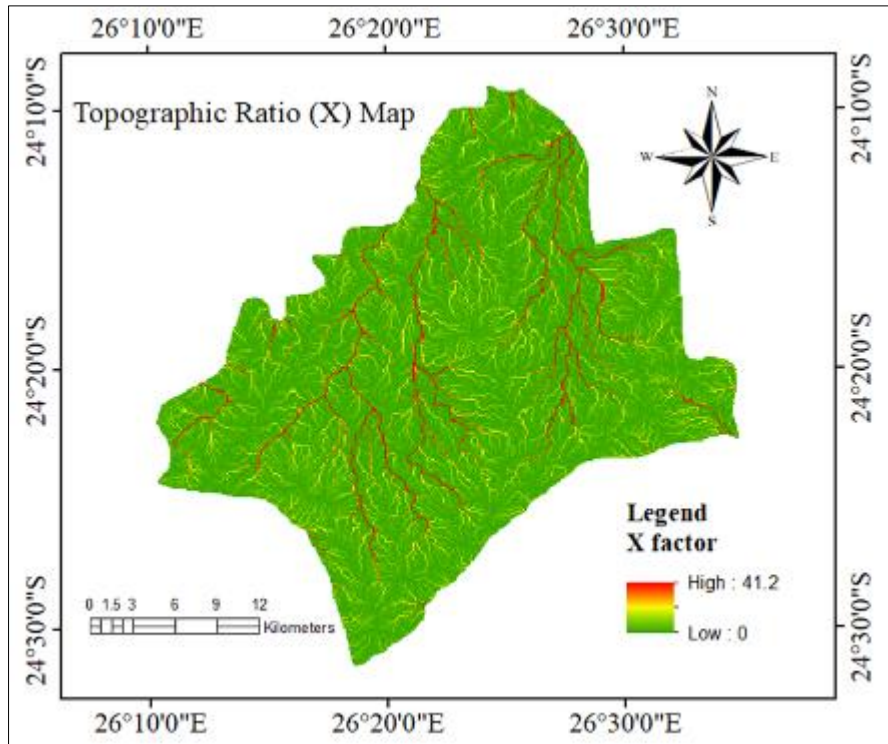 26°10'0"E 26°20'0"E 26°30'0"E
24°10'0"S
24°10'0"S
Topographic Ratio (X) Map
N
W E
S
24°20'0"S
24°20'0"S
Legend
X factor
High : 41.2
Low : 0
0 1.5 3 6 9 12
Kilometers
24°30'0"S
24°30'0"S
26°10'0"E 26°20'0"E 26°30'0"E